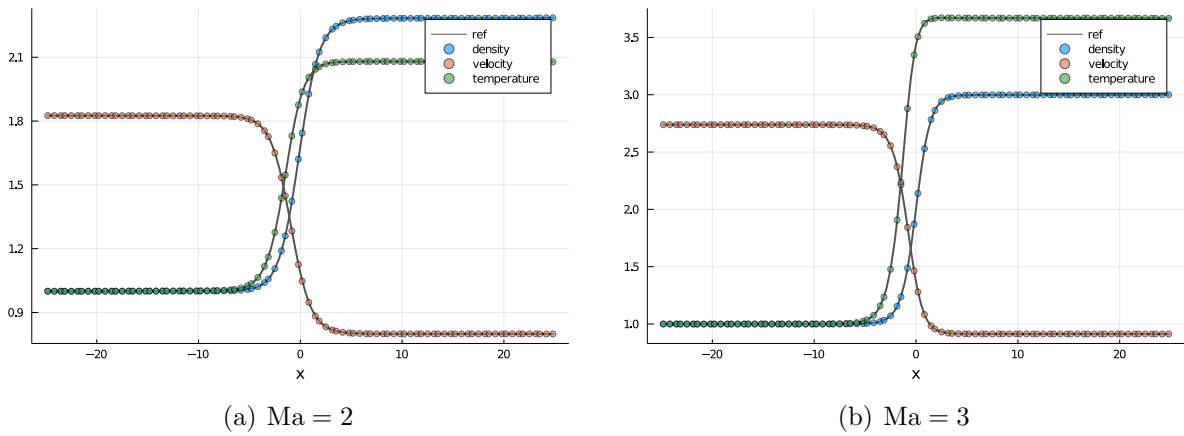 2.1
1.8
1.5
1.2
0.9
−20
−10
0
10
20
x
ref
density
velocity
temperature
(a) Ma = 2
3.5
3.0
2.5
2.0
1.5
1.0
−20
−10
0
10
20
x
ref
density
velocity
temperature
(b) Ma = 3